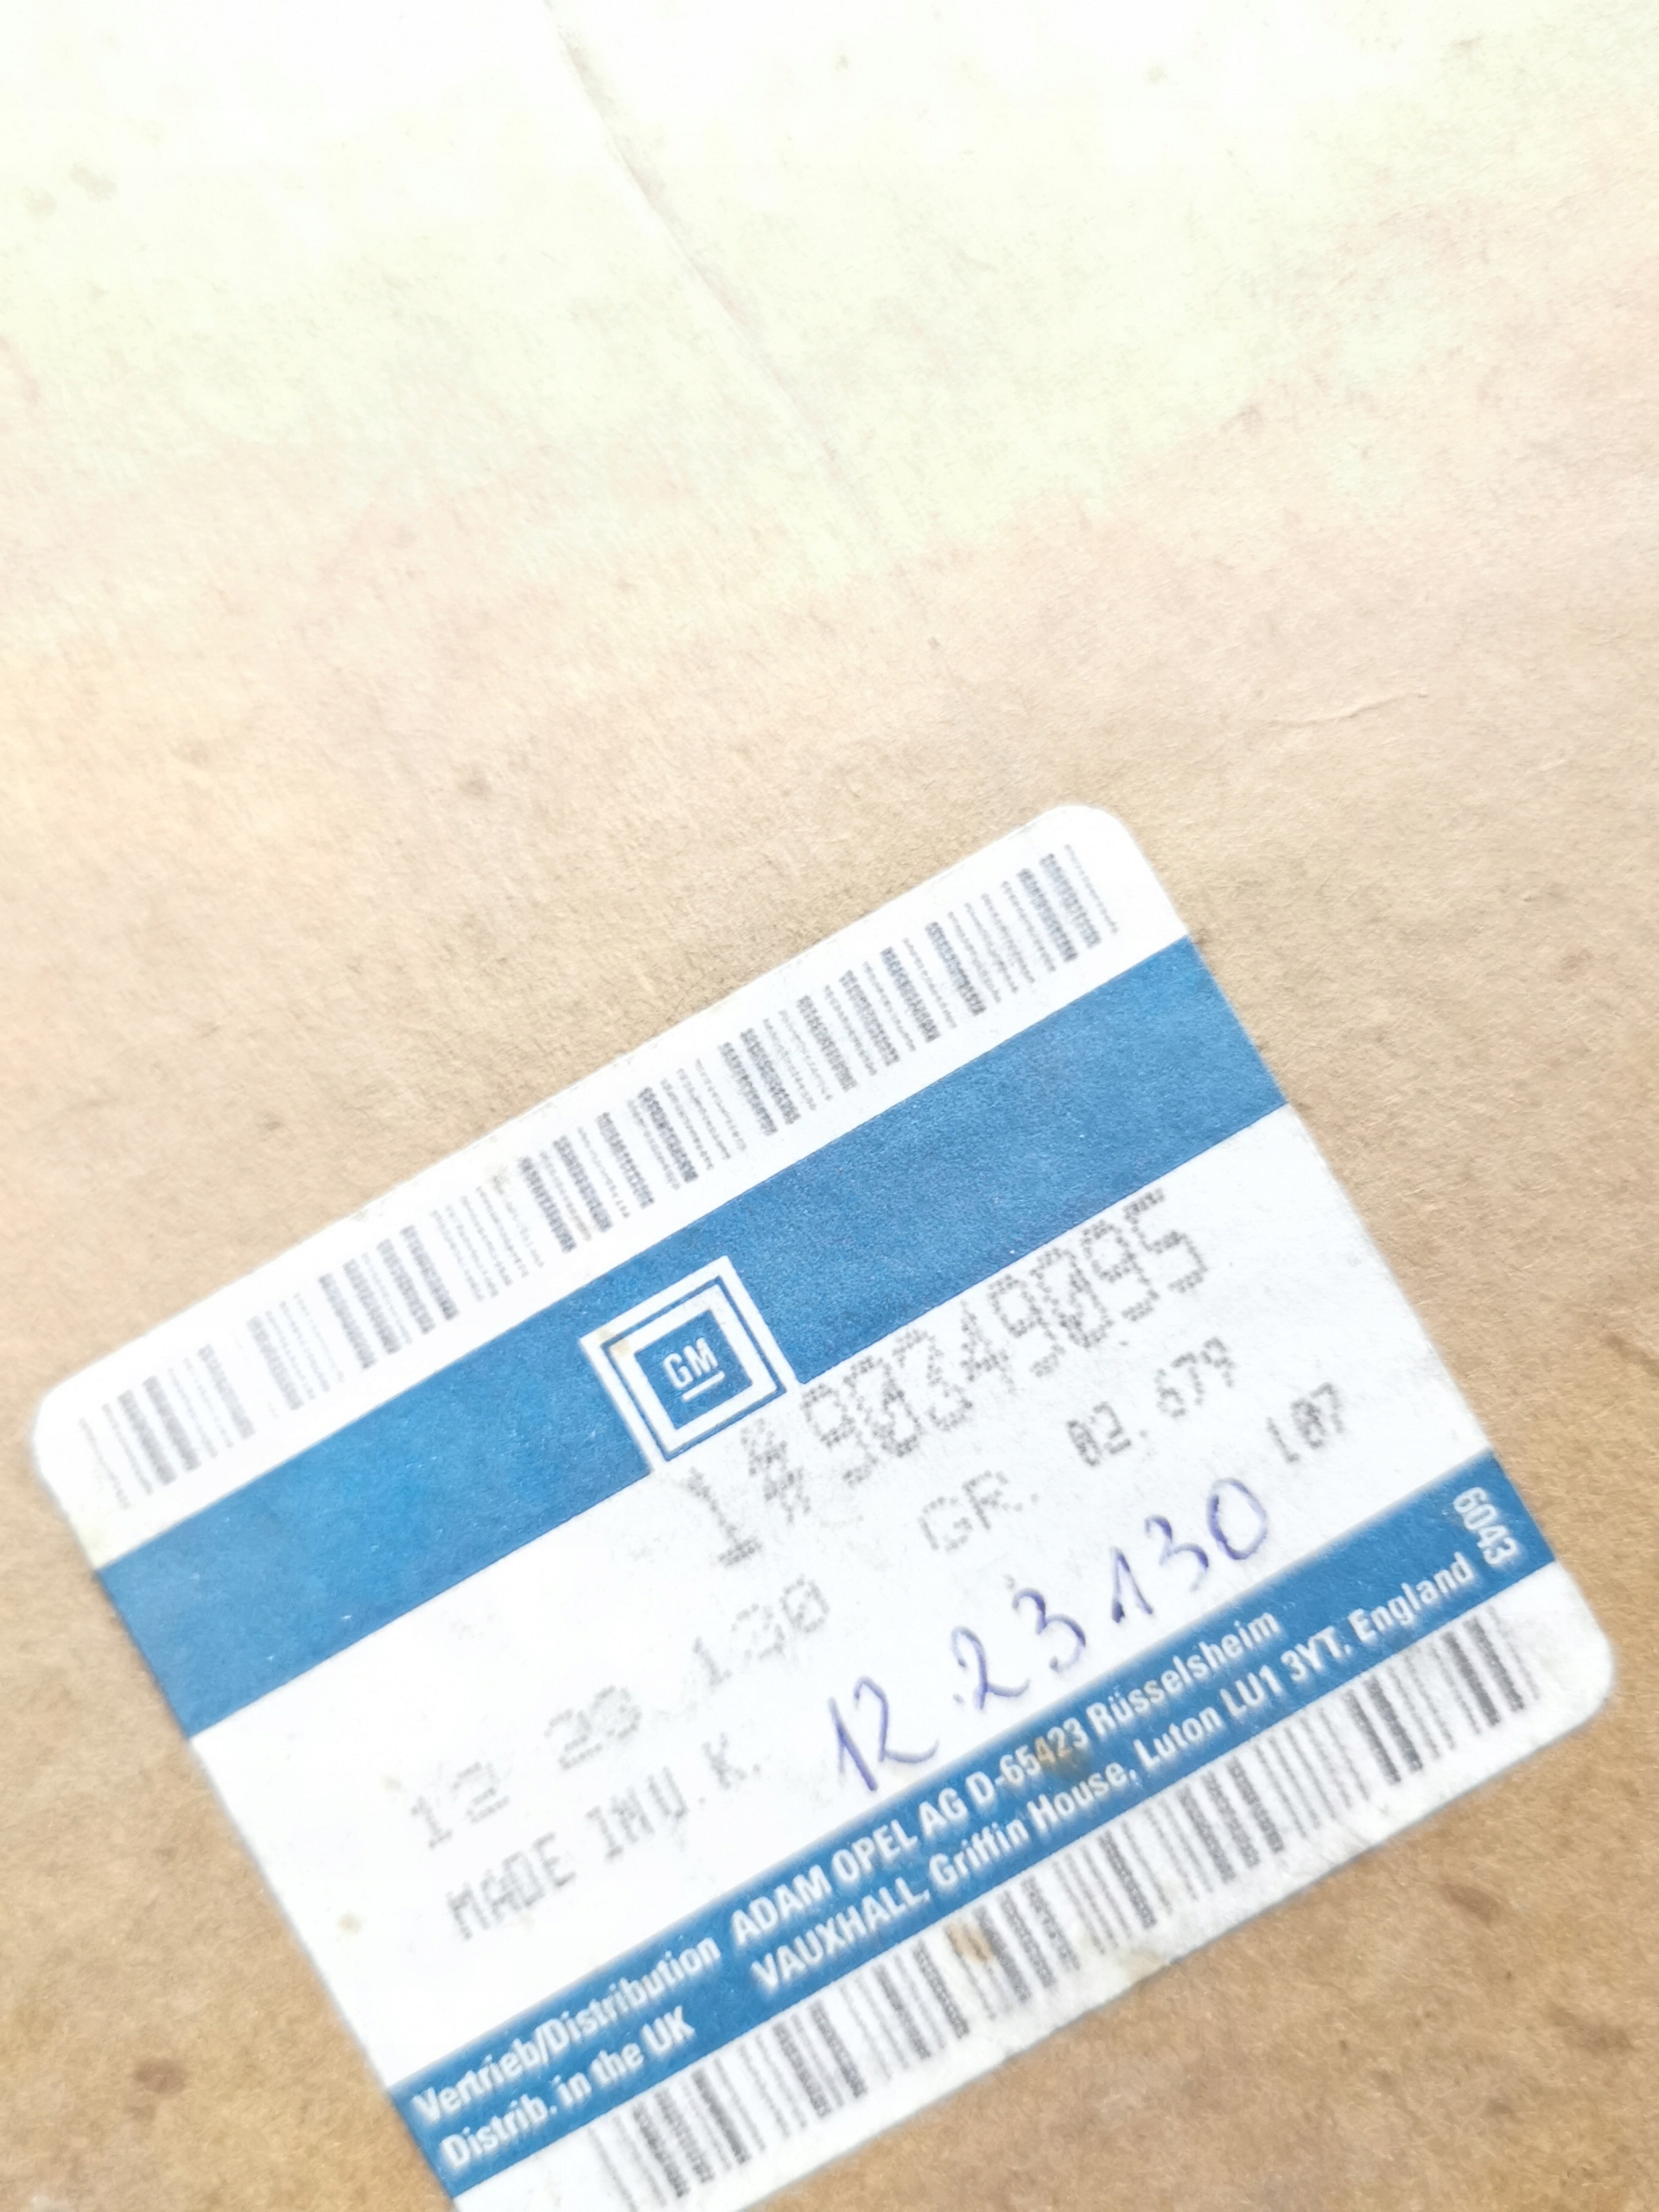 GM
1#90349095
GR. 02.679
12 23 130
107
MADE IN U.K.
12.23130
6043
Vertrieb/Distribution ADAM OPEL AG D-65423 Rüsselsheim
Distrib. in the UK VAUXHALL, Griffin House, Luton LU1 3YT, England